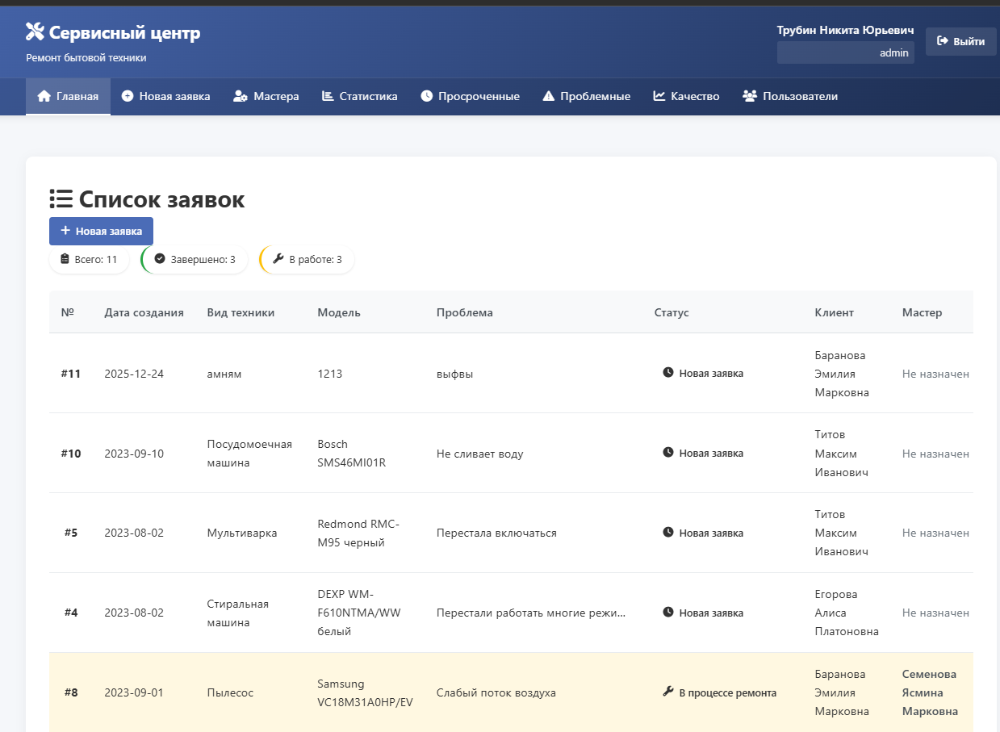 Сервисный центр
Ремонт бытовой техники
Трубин Никита Юрьевич
admin
Выйти
Главная Новая заявка Мастера Статистика Просроченные Проблемные Качество Пользователи
Список заявок
+ Новая заявка
Всего: 11 Завершено: 3 В работе: 3
№ Дата создания Вид техники Модель Проблема Статус Клиент Мастер
#11 2025-12-24 амням 1213 выфвы Новая заявка Баранова Эмилия Марковна Не назначен
#10 2023-09-10 Посудомоечная машина Bosch SMS46MI01R Не сливает воду Новая заявка Титов Максим Иванович Не назначен
#5 2023-08-02 Мультиварка Redmond RMC-M95 черный Перестала включаться Новая заявка Титов Максим Иванович Не назначен
#4 2023-08-02 Стиральная машина DEXP WM-F610NTMA/WW белый Перестали работать многие режи... Новая заявка Егорова Алиса Платоновна Не назначен
#8 2023-09-01 Пылесос Samsung VC18M31A0HP/EV Слабый поток воздуха В процессе ремонта Баранова Эмилия Марковна Семенова Ясмина Марковна